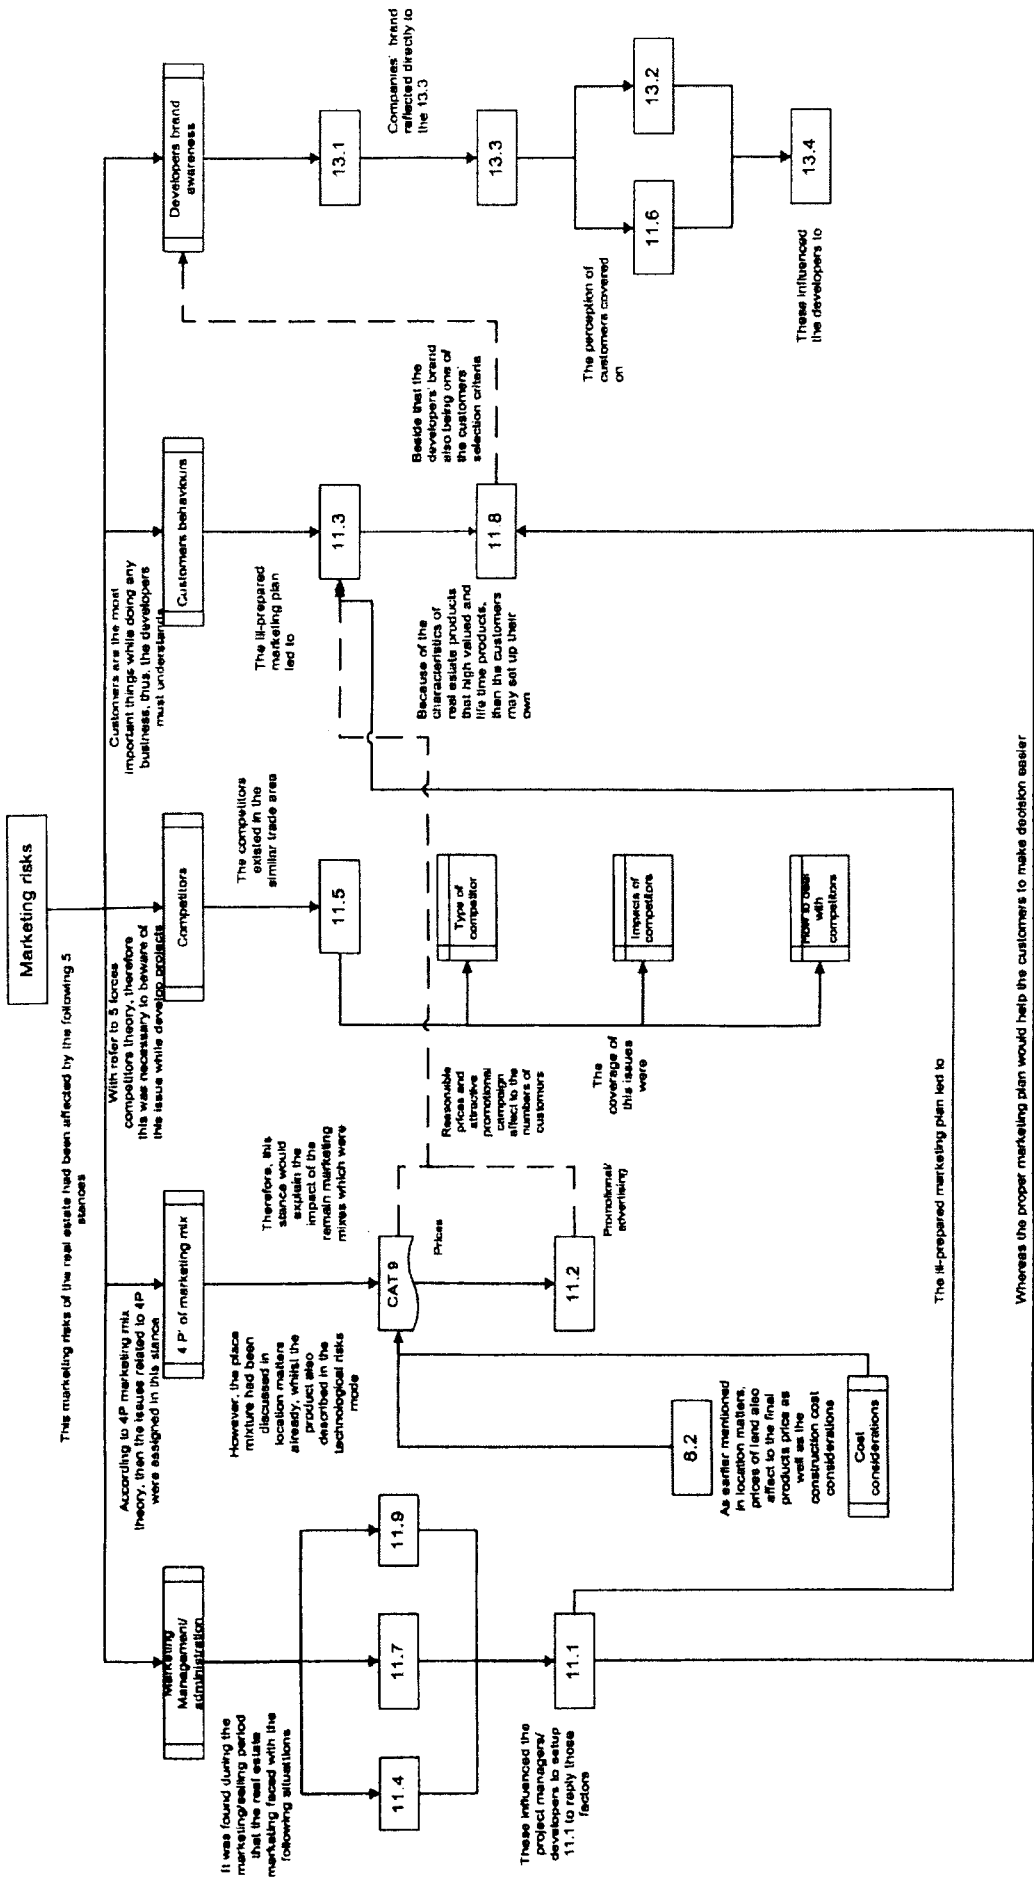 Marketing risks
This marketing risks of the real estate had been affected by the following 5
stances
According to 4P marketing mix
theory, then the issues related to 4P
were assigned in this stance
With refer to 5 forces
competitors theory, therefore
this was necessary to beware of
this issue while develop projects
Customers are the most
important things while doing any
business, thus, the developers
must understands
Marketing
Management/
administration
4 P' of marketing mix
Competitors
Customers behaviours
Developers brand
awareness
It was found during the
marketing/selling period
that the real estate
marketing faced with the
following situations
However, the place
mixture had been
discussed in
location matters
already, whilst the
product also
described in the
technological risks
mode
Therefore, this
stance would
explain the
impact of the
remain marketing
mixes which were
The competitors
existed in the
similar trade area
The ill-prepared
marketing plan
led to
11.5
11.3
13.1
Companies' brand
reflected directly to
the 13.3
11.4
11.7
11.9
CAT 9
Prices
Reasonable
prices and
attractive
promotional
campaign
affect to the
numbers of
customers
Type of
competitor
Because of the
characteristics of
real estate products
that high valued and
life time products,
then the customers
may set up their
own
Beside that the
developers' brand
also being one of
the customers'
selection criteria
11.8
13.3
These influenced the
project managers/
developers to setup
11.1 to reply those
factors
11.1
11.2
Promotional/
advertising
The
coverage of
this issues
were
Impacts of
competitors
The perception of
customers covered
on
11.6
13.2
8.2
As earlier mentioned
in location matters,
prices of land also
affect to the final
products price as
well as the
construction cost
considerations
How to deal
with
competitors
These influenced
the developers to
13.4
Cost
considerations
The ill-prepared marketing plan led to
Whereas the proper marketing plan would help the customers to make decision easier